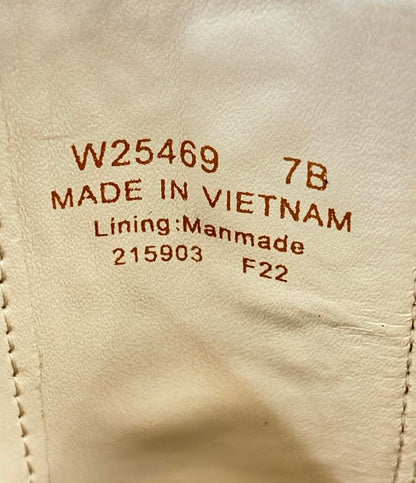 W25469 7B
MADE IN VIETNAM
Lining:Manmade
215903 F22